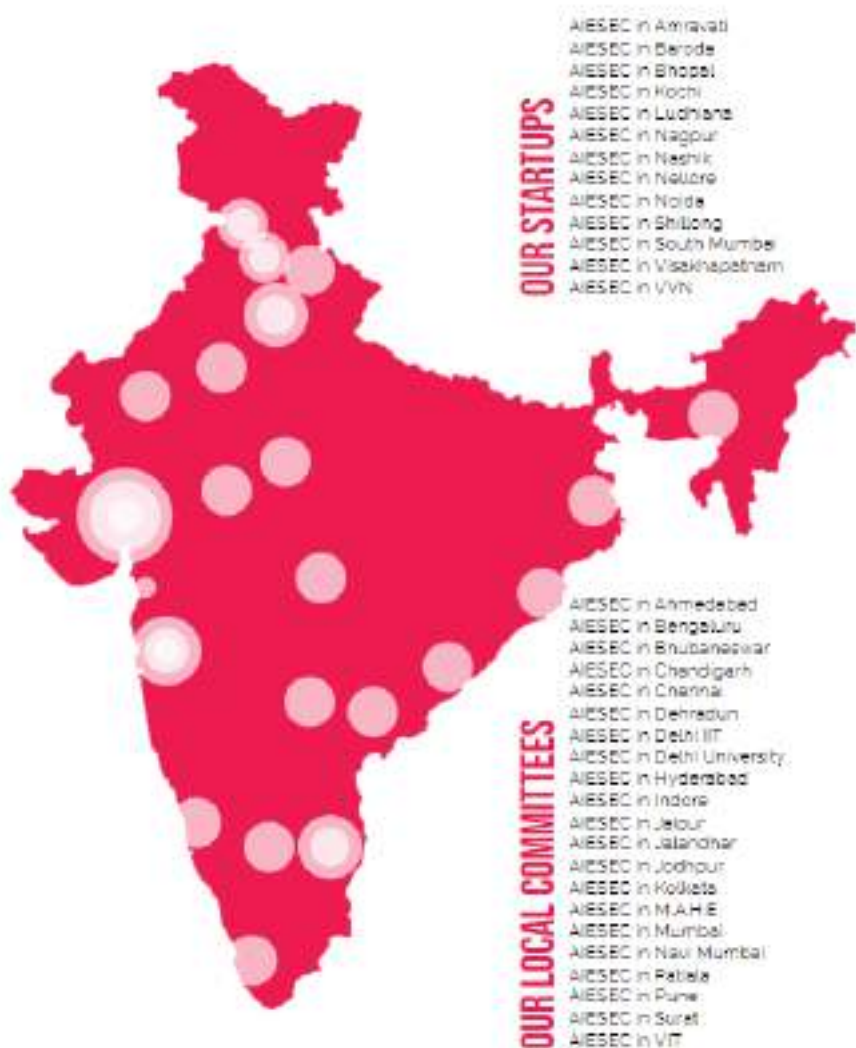 OUR STARTUPS
AIESEC in Amravati
AIESEC in Baroda
AIESEC in Bhopal
AIESEC in Kochi
AIESEC in Ludhiana
AIESEC in Nagpur
AIESEC in Nashik
AIESEC in Nellore
AIESEC in Noida
AIESEC in Shillong
AIESEC in South Mumbai
AIESEC in Visakhapatnam
AIESEC in VVN
OUR LOCAL COMMITTEES
AIESEC in Ahmedabad
AIESEC in Bengaluru
AIESEC in Bhubaneswar
AIESEC in Chandigarh
AIESEC in Chennai
AIESEC in Dehradun
AIESEC in Delhi IIT
AIESEC in Delhi University
AIESEC in Hyderabad
AIESEC in Indore
AIESEC in Jaipur
AIESEC in Jalandhar
AIESEC in Jodhpur
AIESEC in Kolkata
AIESEC in M.A.H.E
AIESEC in Mumbai
AIESEC in Navi Mumbai
AIESEC in Patiala
AIESEC in Pune
AIESEC in Surat
AIESEC in VIT